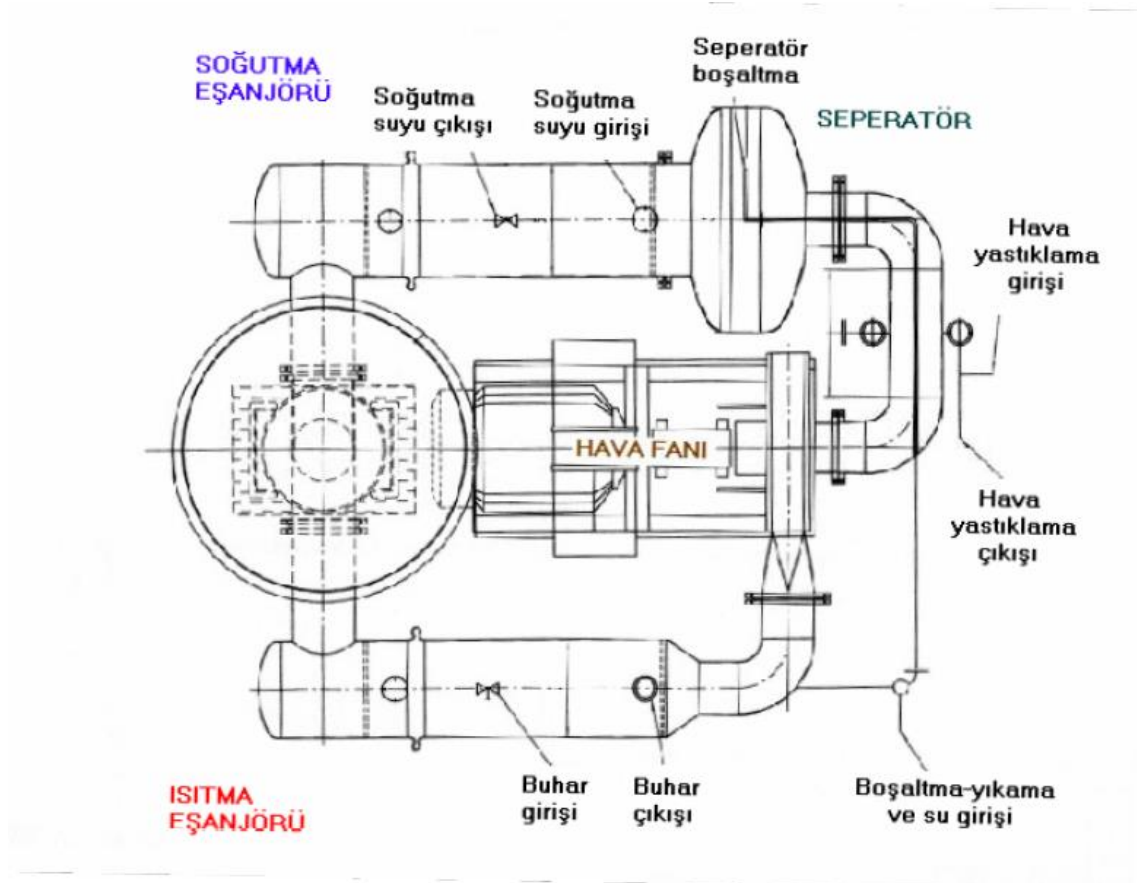 SOĞUTMA
EŞANJÖRÜ
Soğutma
suyu çıkışı
Soğutma
suyu girişi
Seperatör
boşaltma
SEPERATÖR
Hava
yastıklama
girişi
HAVA FANI
Hava
yastıklama
çıkışı
ISITMA
EŞANJÖRÜ
Buhar
girişi
Buhar
çıkışı
Boşaltma-yıkama
ve su girişi